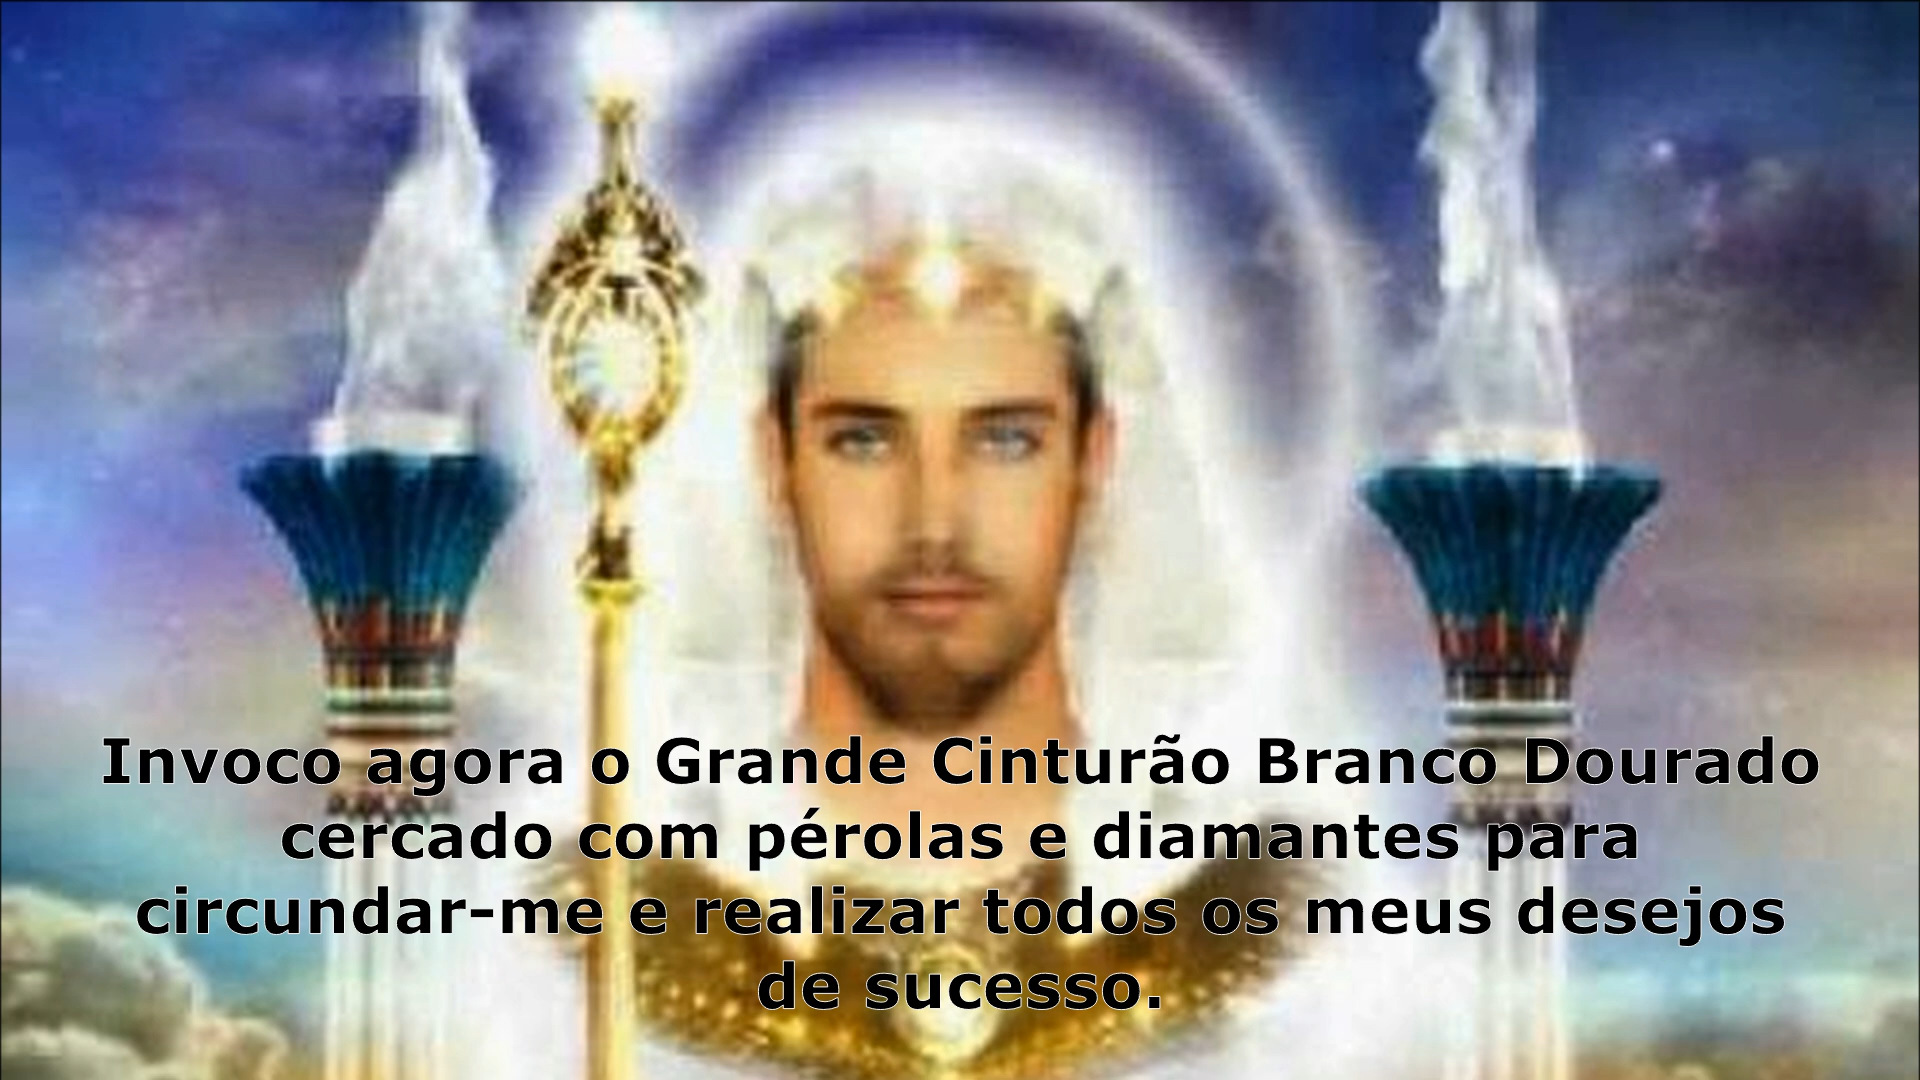 Invoco agora o Grande Cinturão Branco Dourado
cercado com pérolas e diamantes para
circundar-me e realizar todos os meus desejos
de sucesso.